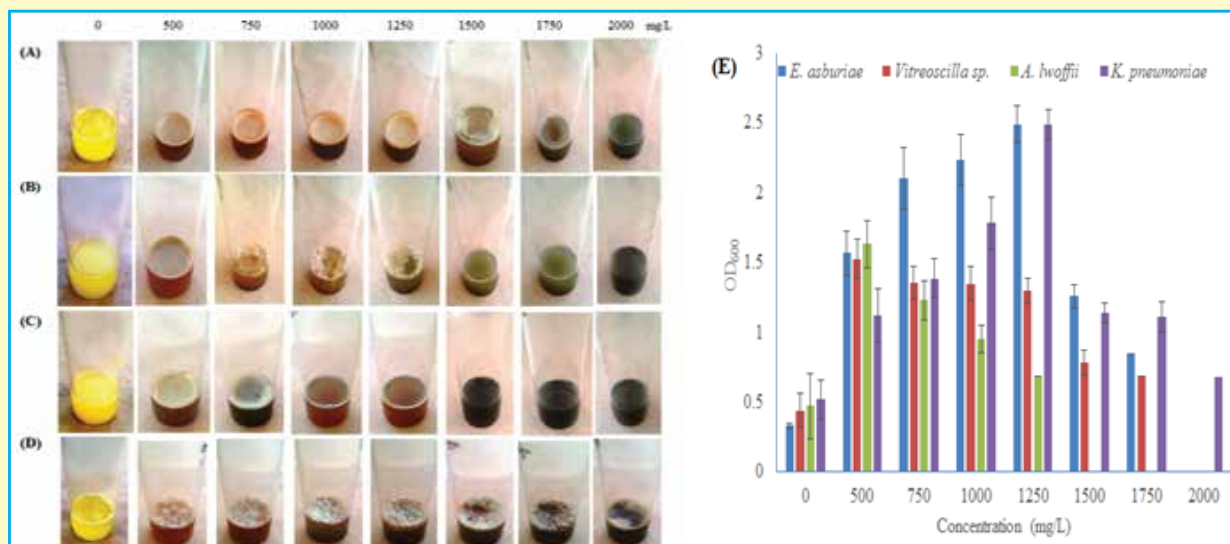 0 500 750 1000 1250 1500 1750 2000 mg/L
(A)
(B)
(C)
(D)
(E)
E. asburiae Vitreoscilla sp. A. lwoffii K. pneumoniae
3
2.5
2
1.5
1
0.5
0
OD600
0 500 750 1000 1250 1500 1750 2000
Concentration (mg/L)